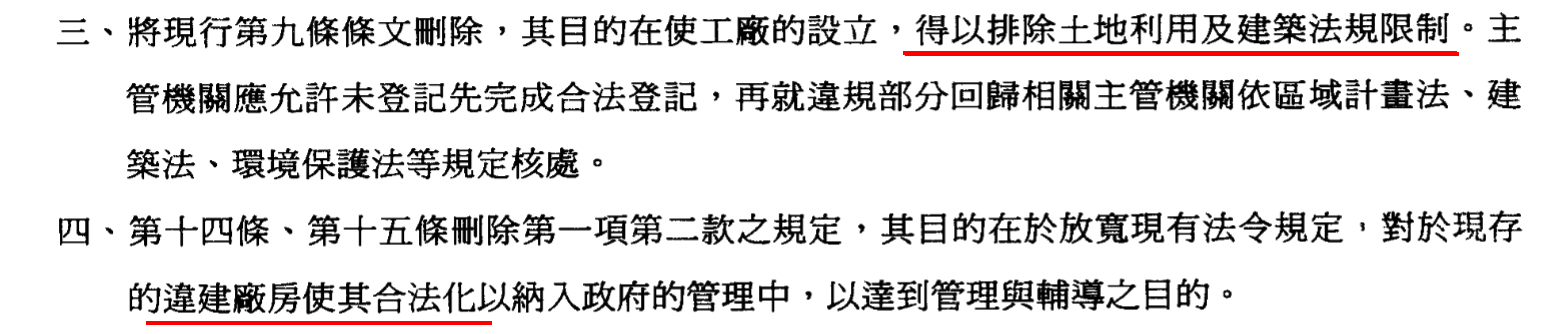 三、將現行第九條條文刪除，其目的在使工廠的設立，得以排除土地利用及建築法規限制。主
管機關應允許未登記先完成合法登記，再就違規部分回歸相關主管機關依區域計畫法、建
築法、環境保護法等規定核處。
四、第十四條、第十五條刪除第一項第二款之規定，其目的在於放寬現有法令規定，對於現存
的違建廠房使其合法化以納入政府的管理中，以達到管理與輔導之目的。